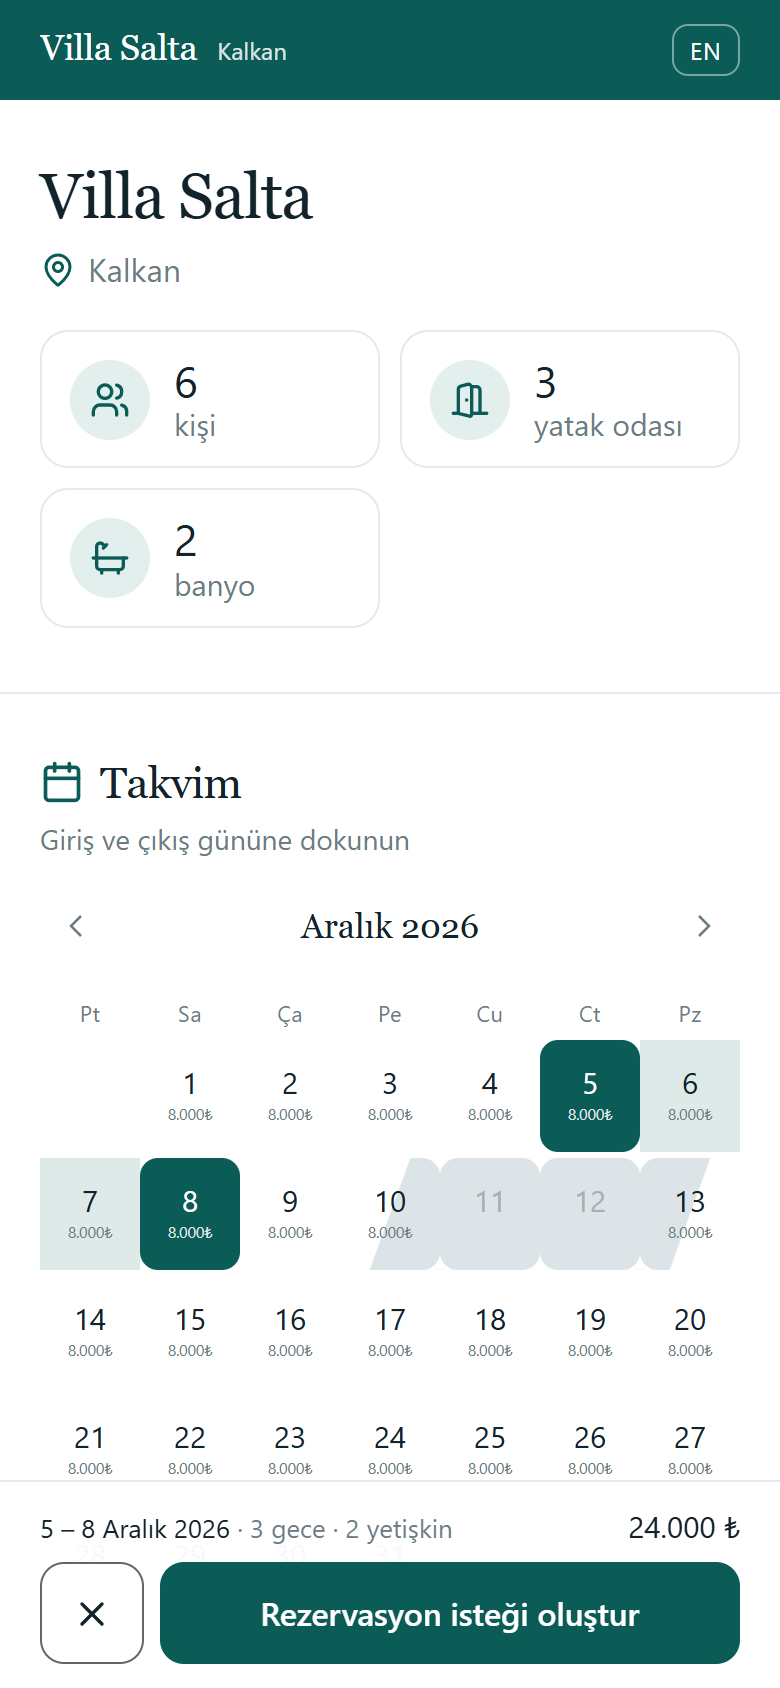 Villa Salta Kalkan EN
Villa Salta
Kalkan
6
kişi
3
yatak odası
2
banyo
Takvim
Giriş ve çıkış gününe dokunun
Aralık 2026
Pt Sa Ça Pe Cu Ct Pz
1 2 3 4 5 6
8.000₺ 8.000₺ 8.000₺ 8.000₺ 8.000₺ 8.000₺
7 8 9 10 11 12 13
8.000₺ 8.000₺ 8.000₺ 8.000₺ 8.000₺
14 15 16 17 18 19 20
8.000₺ 8.000₺ 8.000₺ 8.000₺ 8.000₺ 8.000₺ 8.000₺
21 22 23 24 25 26 27
8.000₺ 8.000₺ 8.000₺ 8.000₺ 8.000₺ 8.000₺ 8.000₺
5 – 8 Aralık 2026 · 3 gece · 2 yetişkin 24.000 ₺
28 29 30 31
Rezervasyon isteği oluştur